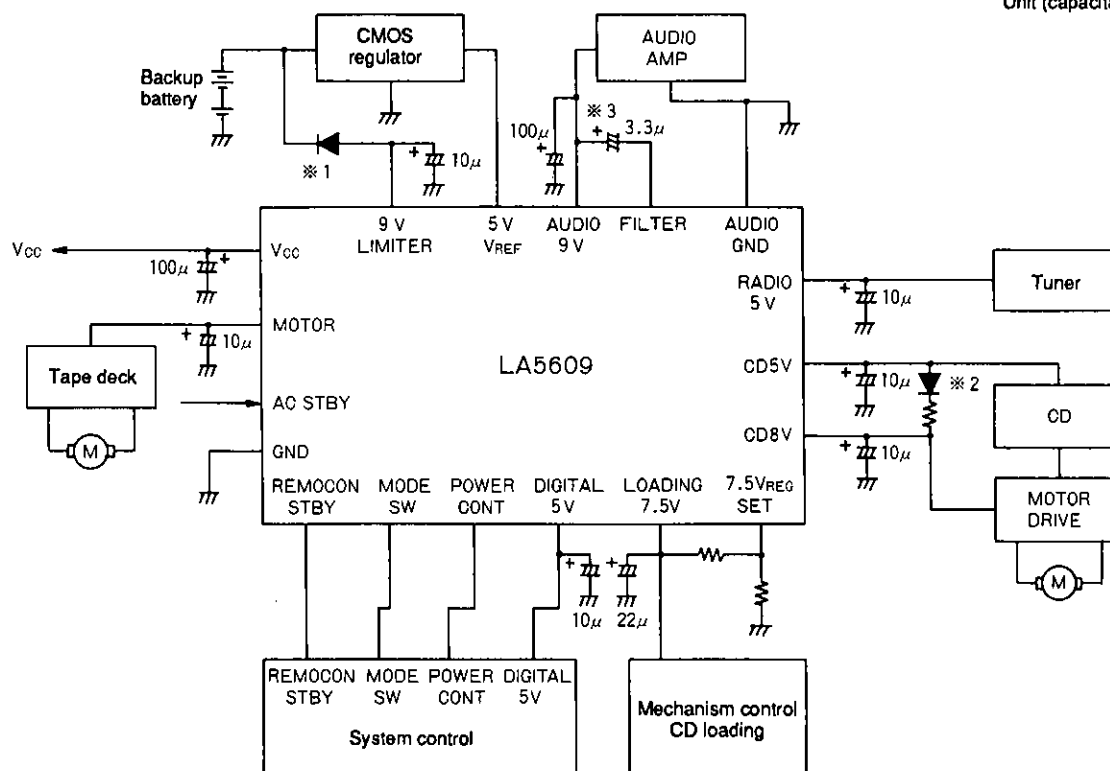 Unit (capacita
CMOS
regulator
AUDIO
AMP
Backup
battery
※1
10μ
100μ
※3
3.3μ
9 V
LIMITER
5 V
VREF
AUDIO
9 V
FILTER
AUDIO
GND
Vcc
Vcc
100μ
RADIO
5 V
10μ
Tuner
MOTOR
10μ
Tape deck
M
LA5609
CD5V
10μ
※2
CD
AC STBY
CD8V
10μ
GND
REMOCON
STBY
MODE
SW
POWER
CONT
DIGITAL
5V
LOADING
7.5V
7.5VREG
SET
MOTOR
DRIVE
M
10μ
22μ
REMOCON
STBY
MODE
SW
POWER
CONT
DIGITAL
5V
System control
Mechanism control
CD loading